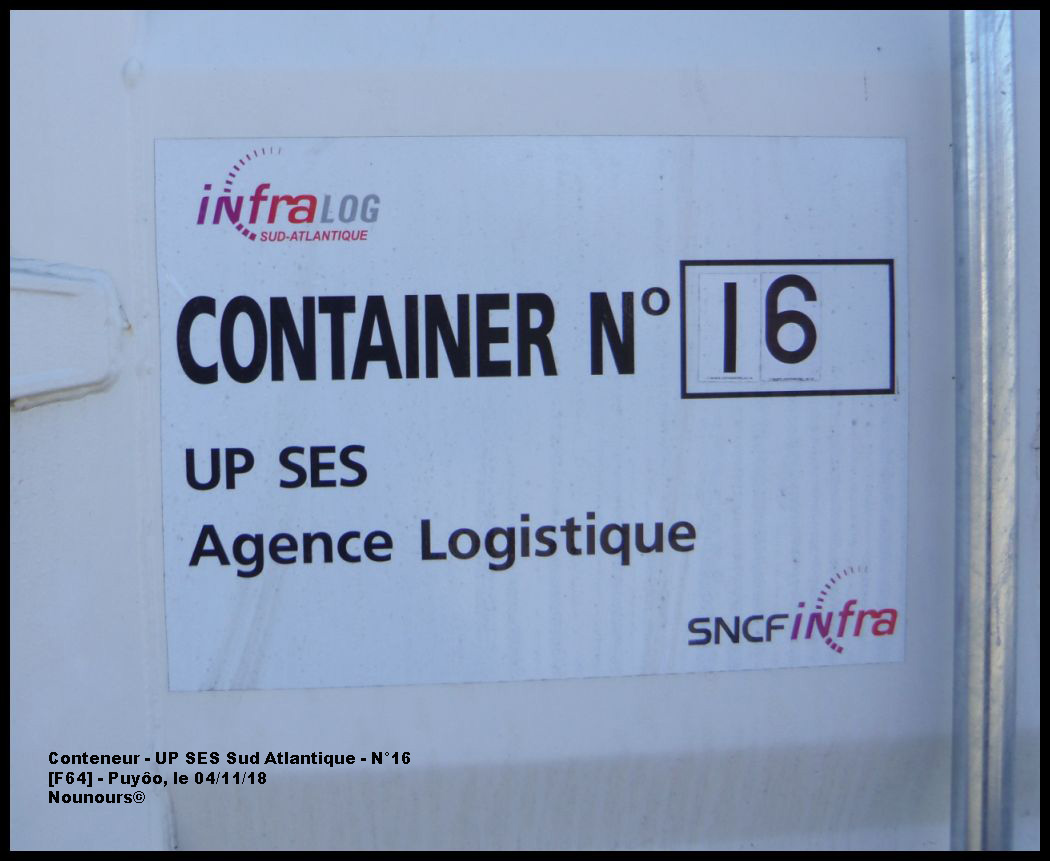 infraLOG
SUD-ATLANTIQUE
CONTAINER N° 16
UP SES
Agence Logistique
SNCF infra
Conteneur - UP SES Sud Atlantique - N°16
[F64] - Puyôo, le 04/11/18
Nounours©